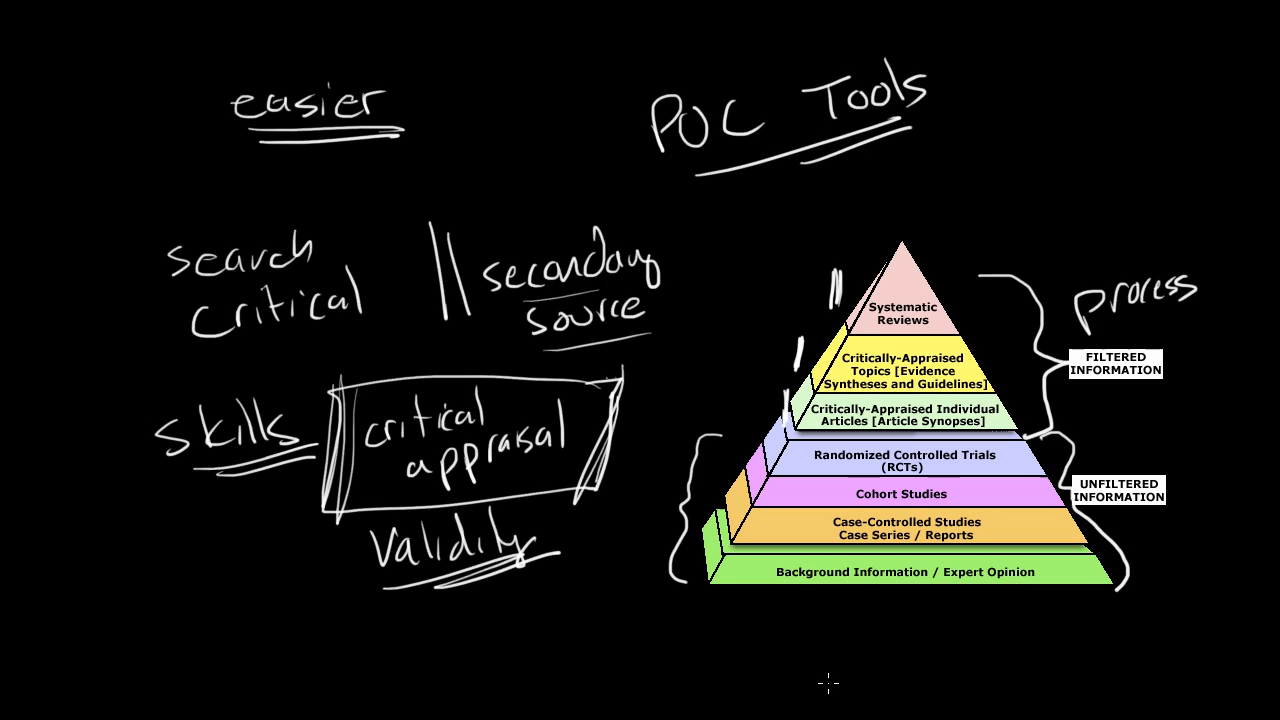 easier
POC Tools
search
critical
secondary
source
skills
critical
appraisal
validity
process
Systematic
Reviews
Critically-Appraised
Topics [Evidence
Syntheses and Guidelines]
Critically-Appraised Individual
Articles [Article Synopses]
Randomized Controlled Trials
(RCTs)
Cohort Studies
Case-Controlled Studies
Case Series / Reports
Background Information / Expert Opinion
FILTERED
INFORMATION
UNFILTERED
INFORMATION